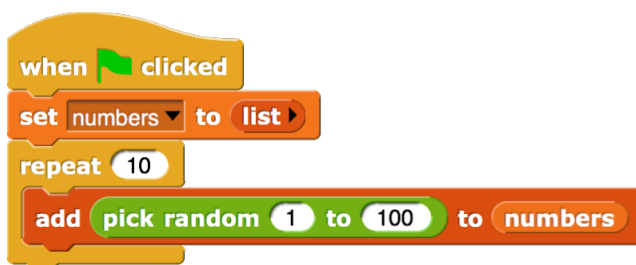 when clicked
set numbers to list
repeat 10
add pick random 1 to 100 to numbers